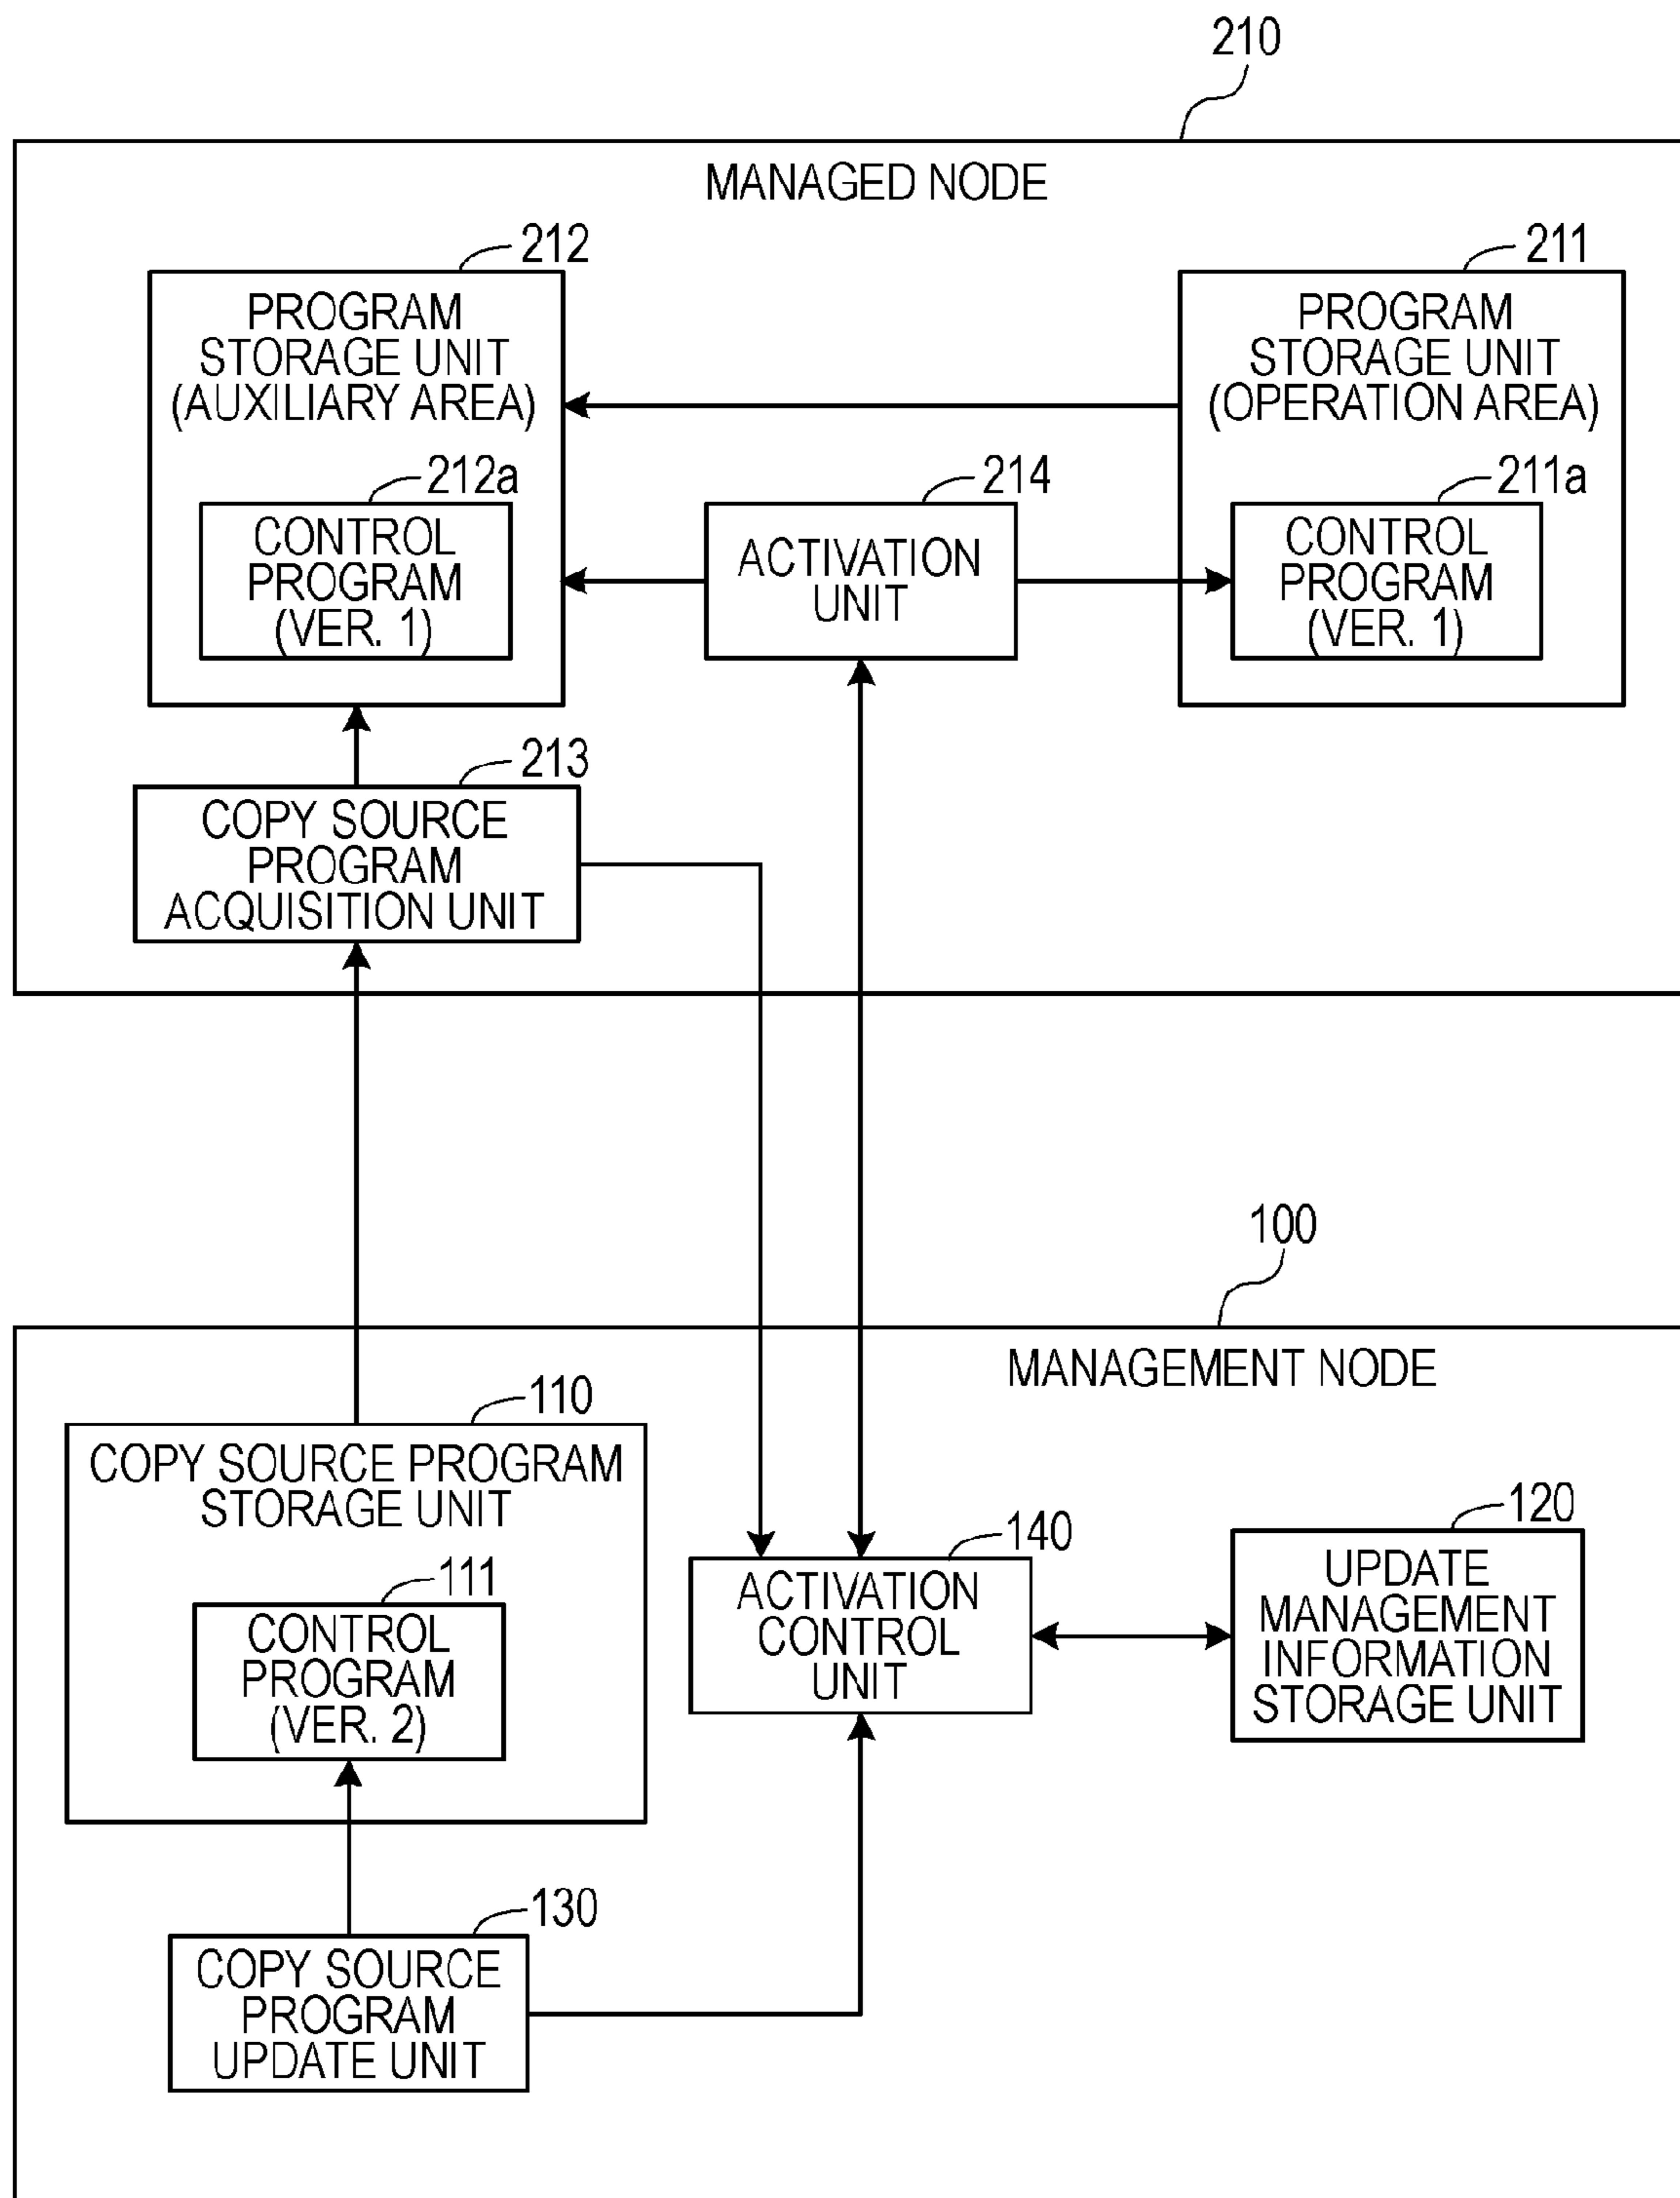 210
MANAGED NODE
212
PROGRAM
STORAGE UNIT
(AUXILIARY AREA)
212a
CONTROL
PROGRAM
(VER. 1)
214
ACTIVATION
UNIT
211
PROGRAM
STORAGE UNIT
(OPERATION AREA)
211a
CONTROL
PROGRAM
(VER. 1)
213
COPY SOURCE
PROGRAM
ACQUISITION UNIT
100
MANAGEMENT NODE
110
COPY SOURCE PROGRAM
STORAGE UNIT
111
CONTROL
PROGRAM
(VER. 2)
140
ACTIVATION
CONTROL
UNIT
120
UPDATE
MANAGEMENT
INFORMATION
STORAGE UNIT
130
COPY SOURCE
PROGRAM
UPDATE UNIT